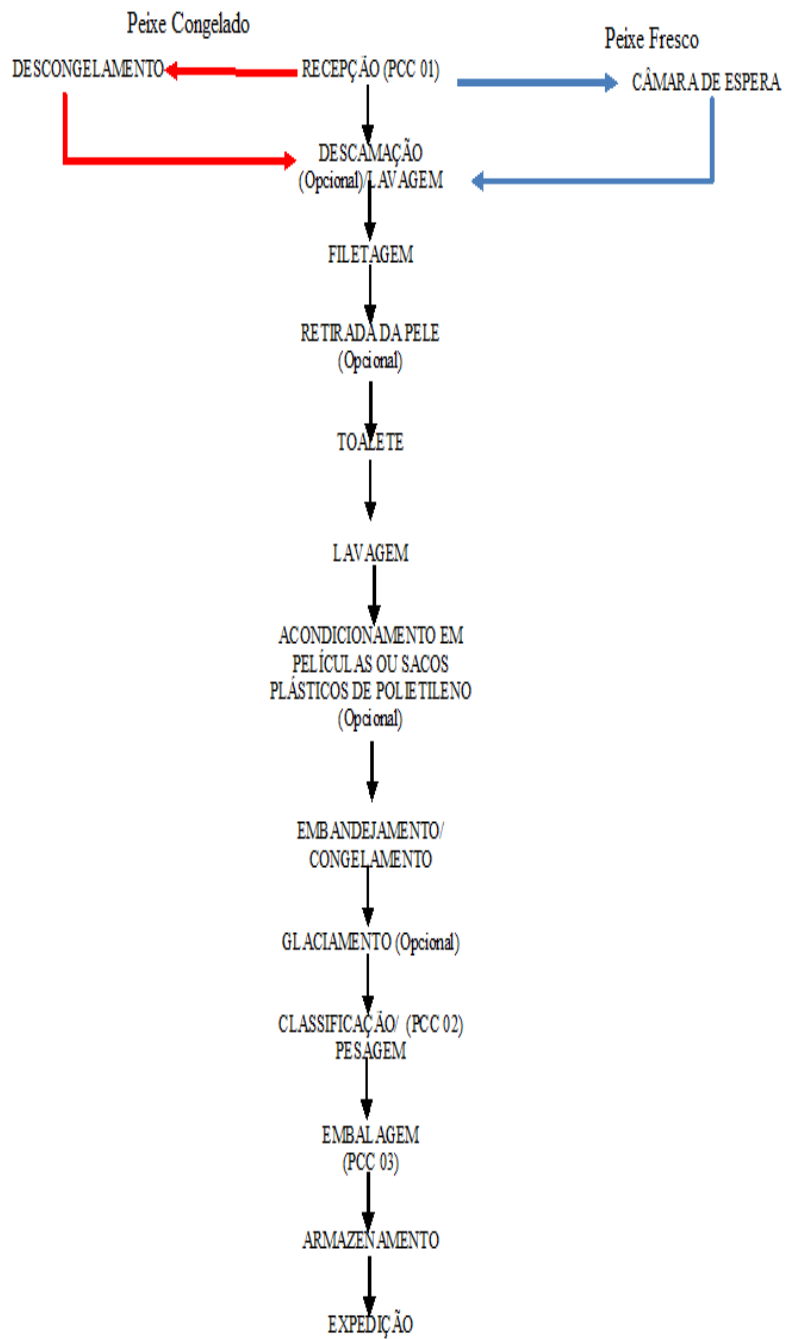 Peixe Congelado
Peixe Fresco
DESCONGELAMENTO
RECEPÇÃO (PCC 01)
CÂMARA DE ESPERA
DESCAMAÇÃO
(Opcional)/LAVAGEM
FILETAGEM
RETIRADA DA PELE
(Opcional)
TOALETE
LAVAGEM
ACONDICIONAMENTO EM
PELÍCULAS OU SACOS
PLÁSTICOS DE POLIETILENO
(Opcional)
EMBANDEJAMENTO/
CONGELAMENTO
GLACIAMENTO (Opcional)
CLASSIFICAÇÃO/ (PCC 02)
PESAGEM
EMBALAGEM
(PCC 03)
ARMAZENAMENTO
EXPEDIÇÃO